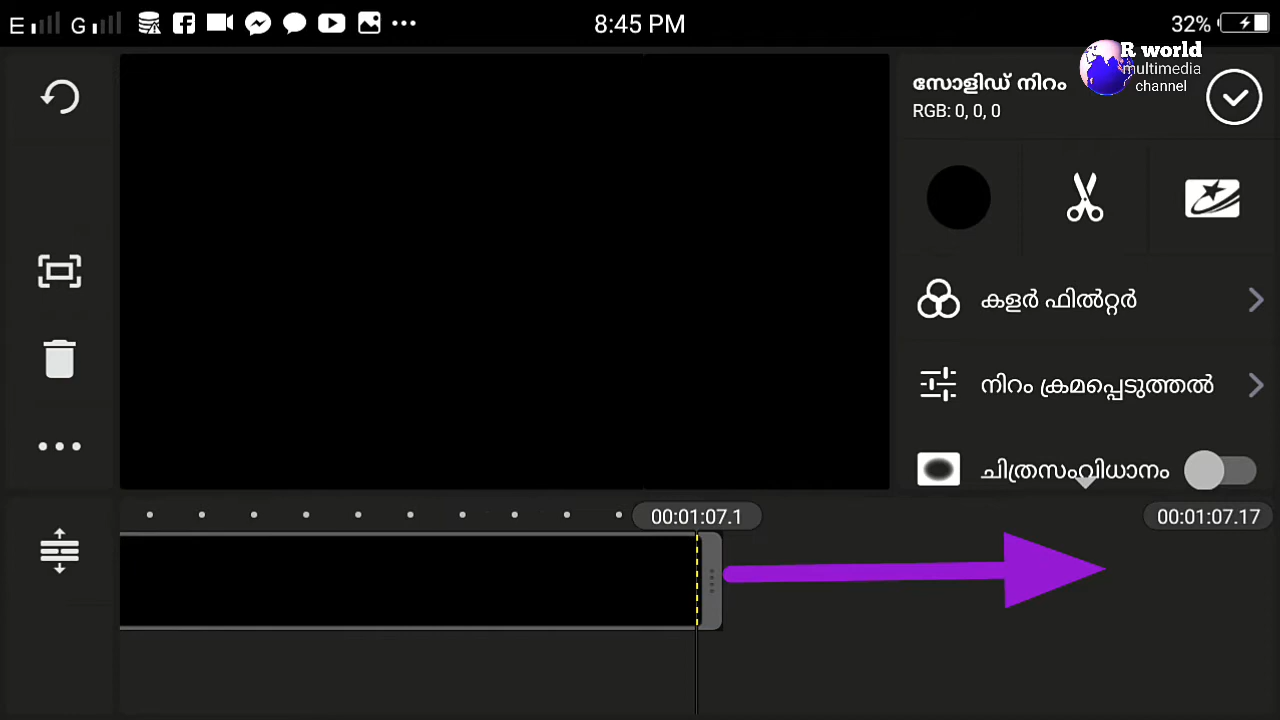 E G 8:45 PM 32%
R world
multimedia
channel
സോളിഡ് നിറം
RGB: 0, 0, 0
കളർ ഫിൽറ്റർ
നിറം ക്രമപ്പെടുത്തൽ
ചിത്രസംവിധാനം
00:01:07.1
00:01:07.17